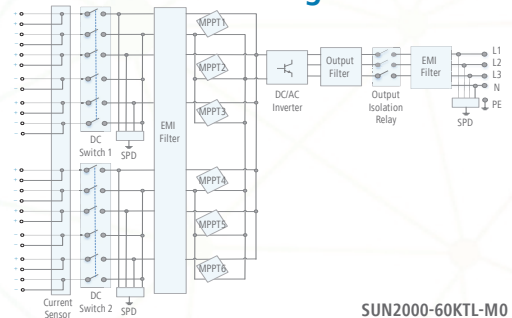 MPPT1
MPPT2
MPPT3
MPPT4
MPPT5
MPPT6
EMI
Filter
DC
Switch 1
SPD
Current
Sensor
DC
Switch 2
SPD
DC/AC
Inverter
Output
Filter
Output
Isolation
Relay
EMI
Filter
L1
L2
L3
N
PE
SPD
SUN2000-60KTL-M0